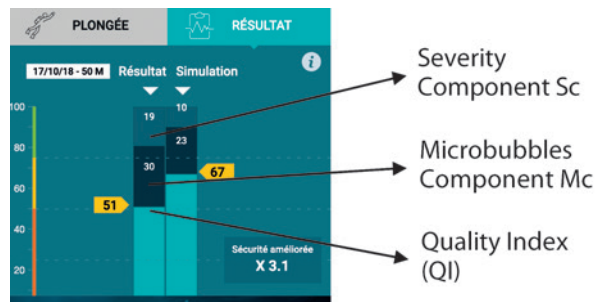 PLONGÉE
RÉSULTAT
i
17/10/18 - 50 M
Résultat Simulation
100
80
60
40
20
19
10
30
23
51
67
Sécurité améliorée
X 3.1
Severity
Component Sc
Microbubbles
Component Mc
Quality Index
(QI)